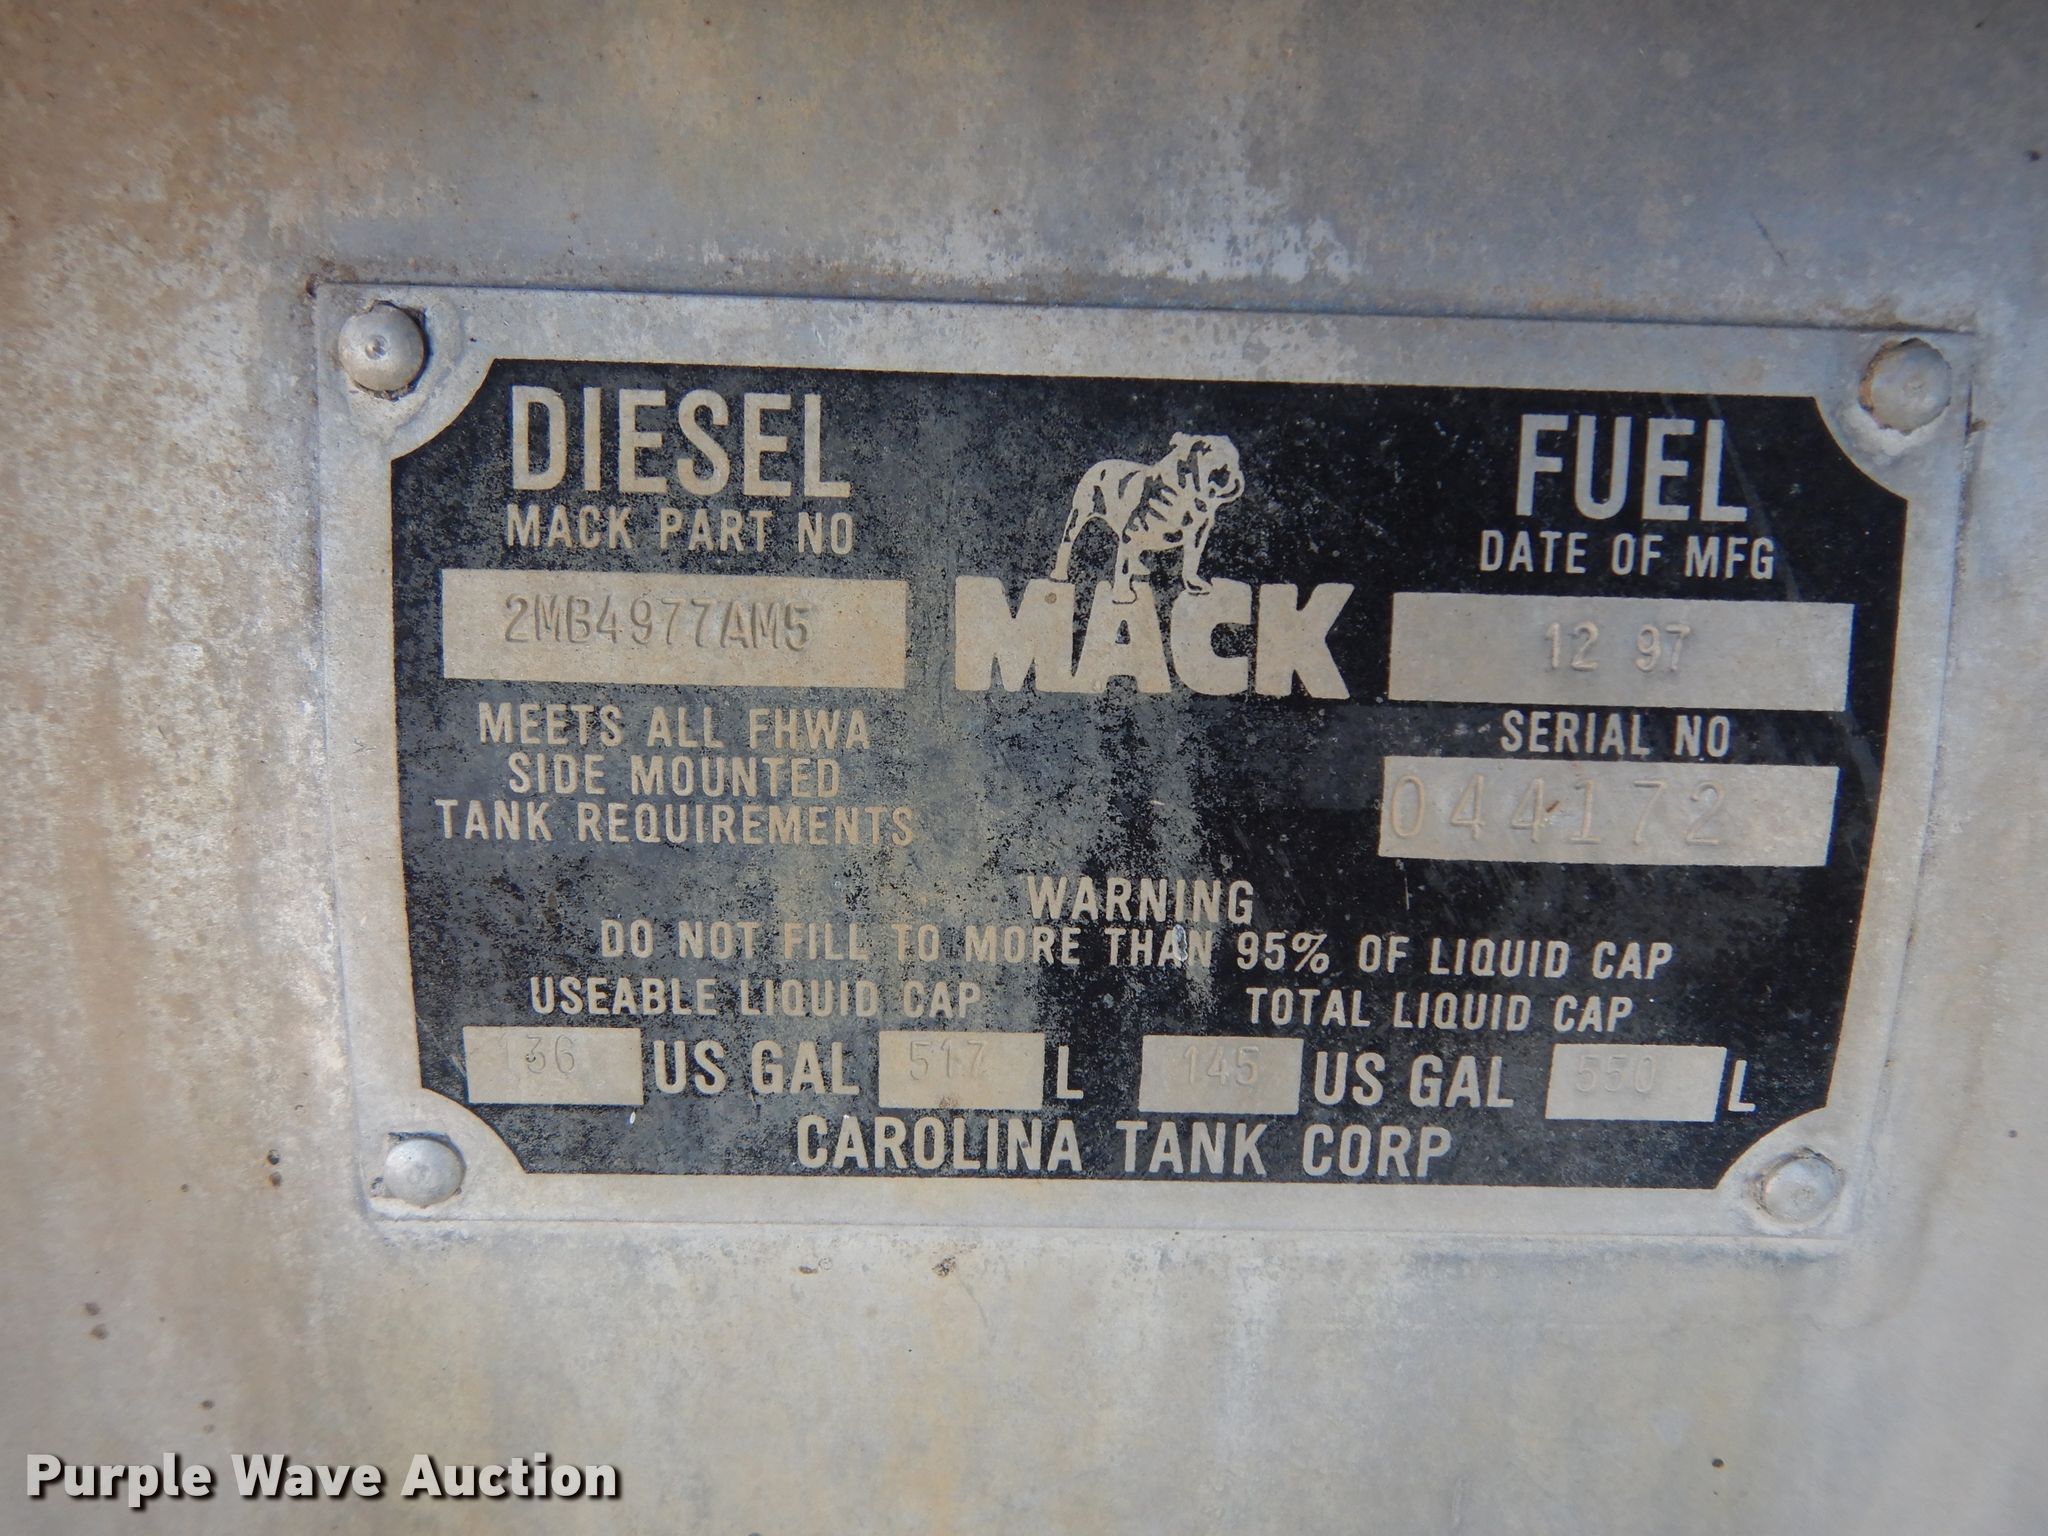 DIESEL FUEL
MACK PART NO DATE OF MFG
2MB4977AM5 MACK 12 97
MEETS ALL FHWA SERIAL NO
SIDE MOUNTED 044172
TANK REQUIREMENTS
WARNING
DO NOT FILL TO MORE THAN 95% OF LIQUID CAP
USEABLE LIQUID CAP TOTAL LIQUID CAP
136 US GAL 517 L 145 US GAL 550 L
CAROLINA TANK CORP
Purple Wave Auction